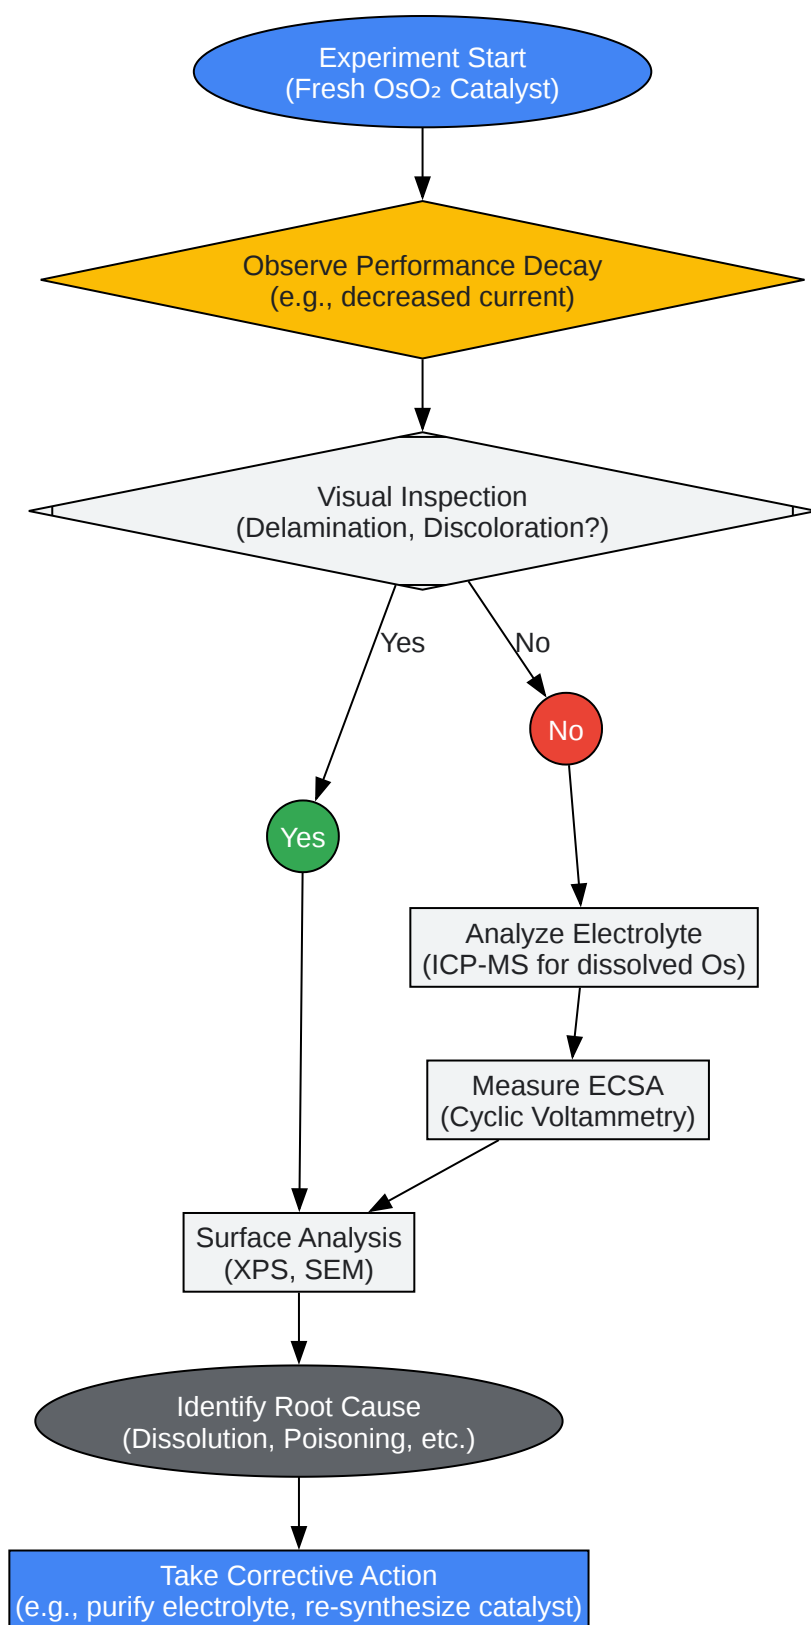 Experiment Start
(Fresh OsO₂ Catalyst)
Observe Performance Decay
(e.g., decreased current)
Visual Inspection
(Delamination, Discoloration?)
Yes
No
No
Yes
Analyze Electrolyte
(ICP-MS for dissolved Os)
Measure ECSA
(Cyclic Voltammetry)
Surface Analysis
(XPS, SEM)
Identify Root Cause
(Dissolution, Poisoning, etc.)
Take Corrective Action
(e.g., purify electrolyte, re-synthesize catalyst)